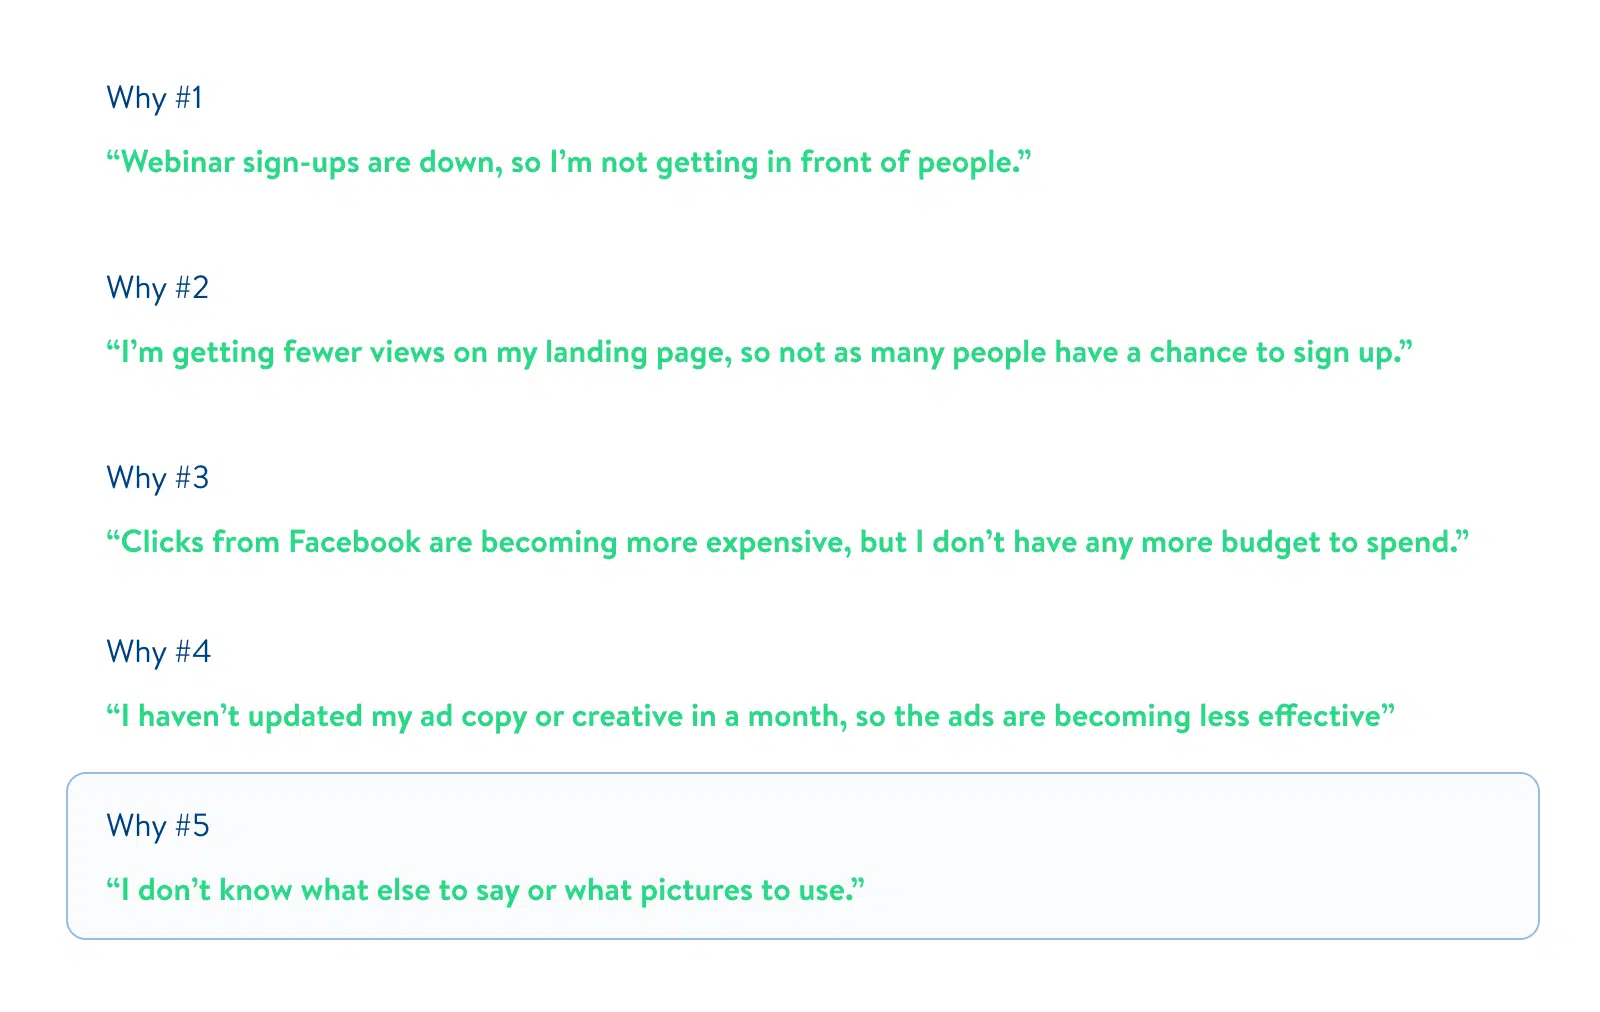 Why #1
“Webinar sign-ups are down, so I’m not getting in front of people.”
Why #2
“I’m getting fewer views on my landing page, so not as many people have a chance to sign up.”
Why #3
“Clicks from Facebook are becoming more expensive, but I don’t have any more budget to spend.”
Why #4
“I haven’t updated my ad copy or creative in a month, so the ads are becoming less effective”
Why #5
“I don’t know what else to say or what pictures to use.”